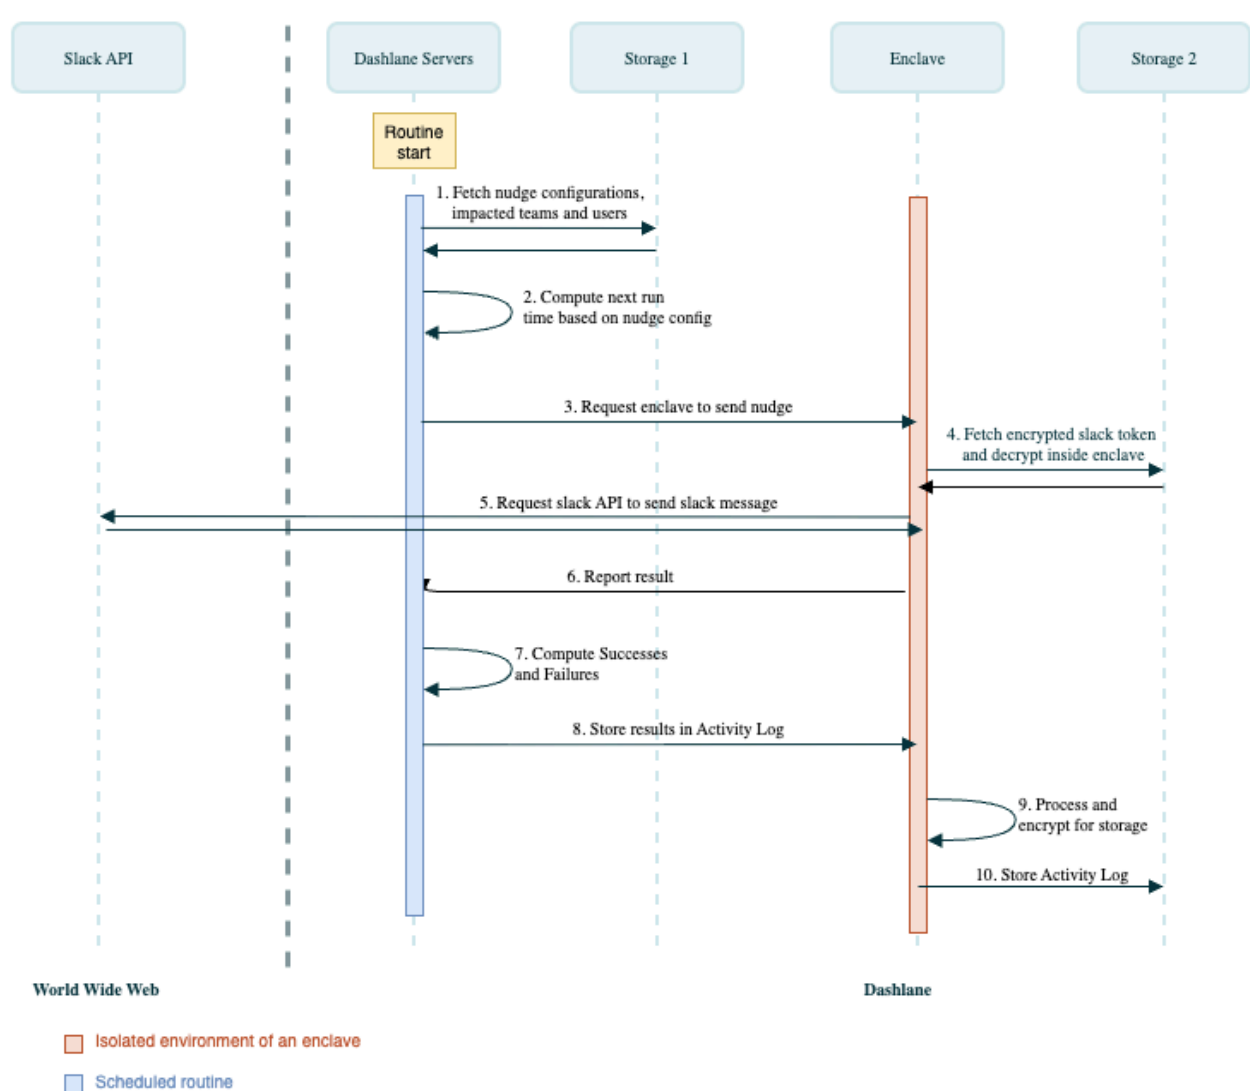 Slack API
Dashlane Servers
Storage 1
Enclave
Storage 2
Routine
start
1. Fetch nudge configurations,
impacted teams and users
2. Compute next run
time based on nudge config
3. Request enclave to send nudge
4. Fetch encrypted slack token
and decrypt inside enclave
5. Request slack API to send slack message
6. Report result
7. Compute Successes
and Failures
8. Store results in Activity Log
9. Process and
encrypt for storage
10. Store Activity Log
World Wide Web
Dashlane
Isolated environment of an enclave
Scheduled routine